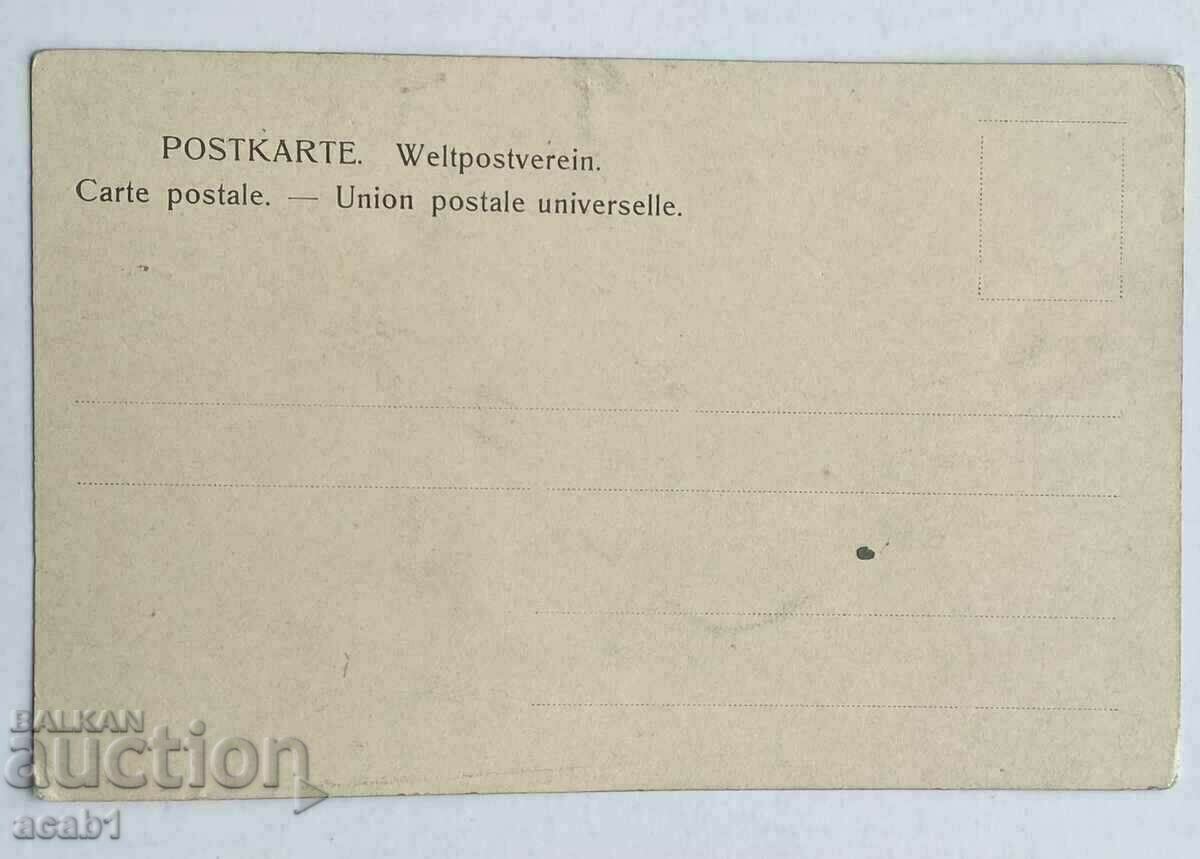 POSTKARTE. Weltpostverein.
Carte postale. — Union postale universelle.
BALKAN
auction
acab1